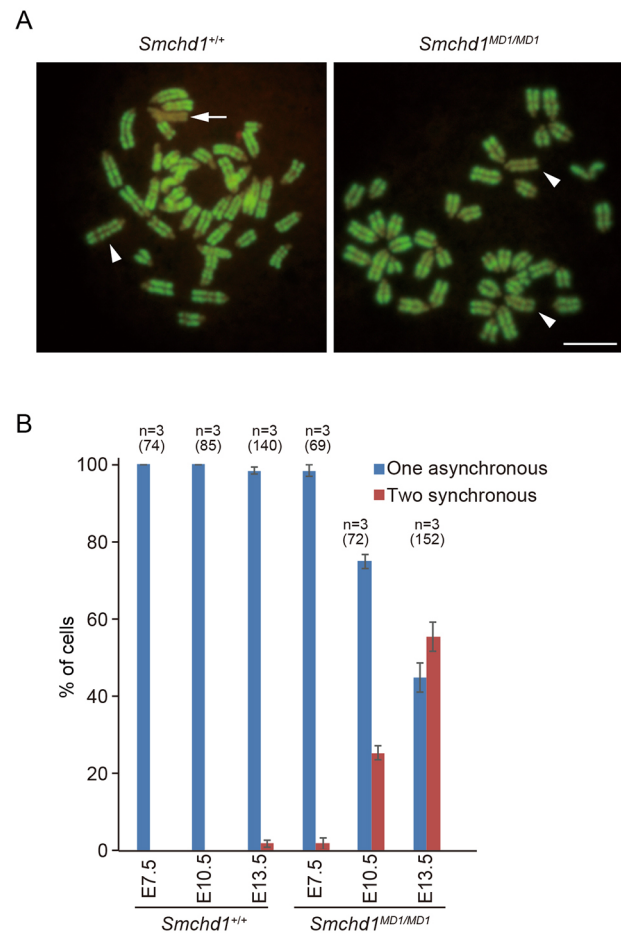 A
Smchd1+/+
Smchd1MD1/MD1
B
n=3
(74)
n=3
(85)
n=3
(140)
n=3
(69)
n=3
(72)
n=3
(152)
One asynchronous
Two synchronous
% of cells
100
80
60
40
20
0
E7.5
E10.5
E13.5
E7.5
E10.5
E13.5
Smchd1+/+
Smchd1MD1/MD1